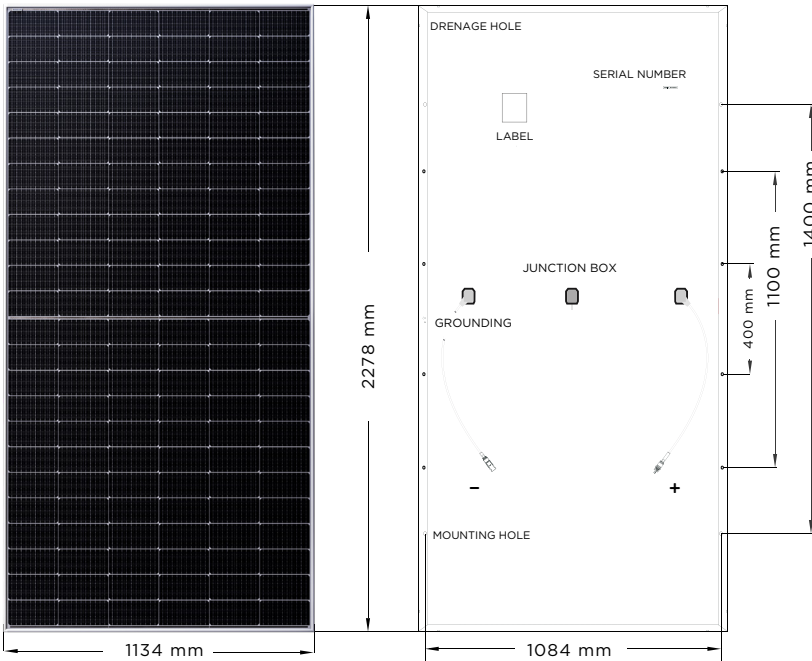 DRENAGE HOLE
SERIAL NUMBER
LABEL
1400 mm
1100 mm
JUNCTION BOX
400 mm
GROUNDING
2278 mm
-
+
MOUNTING HOLE
1134 mm
1084 mm